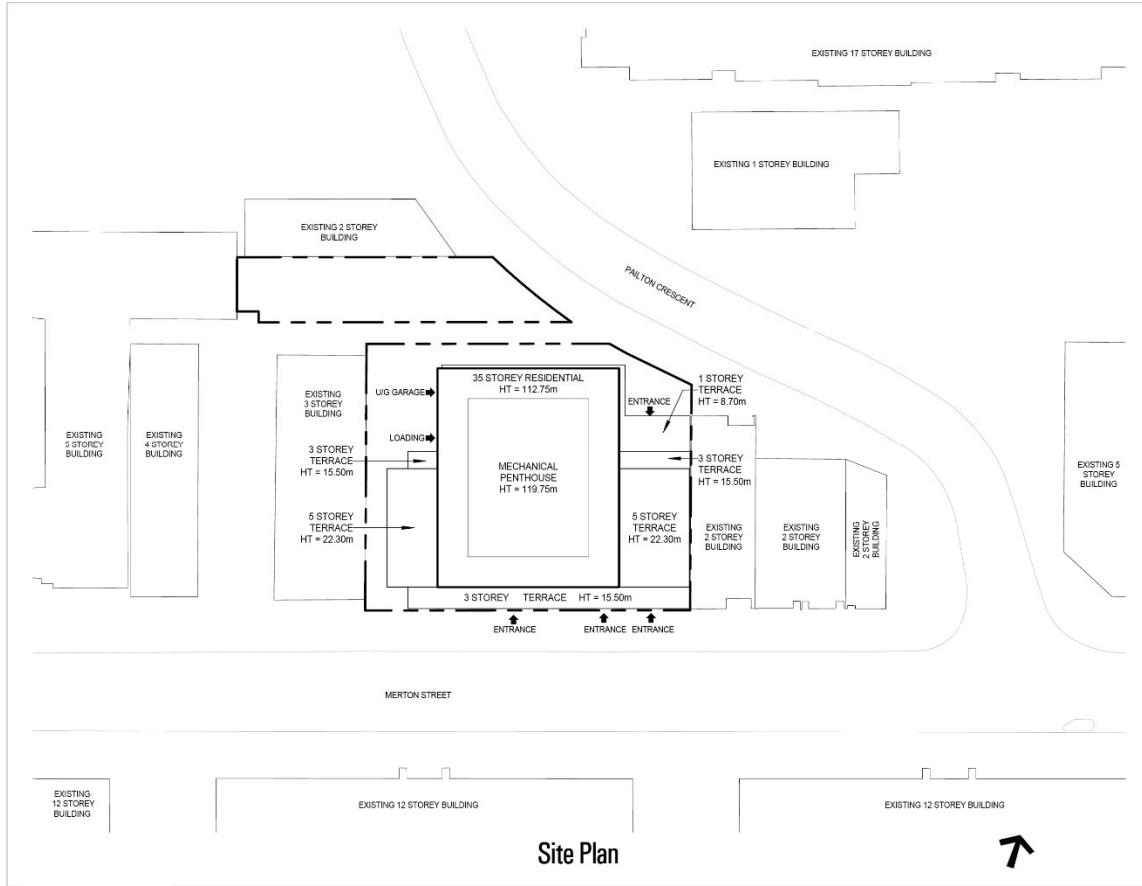 EXISTING 17 STOREY BUILDING
EXISTING 1 STOREY BUILDING
EXISTING 2 STOREY
BUILDING
PAILTON CRESCENT
35 STOREY RESIDENTIAL
HT = 112.75m
U/G GARAGE
LOADING
ENTRANCE
1 STOREY
TERRACE
HT = 8.70m
EXISTING
3 STOREY
BUILDING
3 STOREY
TERRACE
HT = 15.50m
5 STOREY
TERRACE
HT = 22.30m
MECHANICAL
PENTHOUSE
HT = 119.75m
3 STOREY
TERRACE
HT = 15.50m
5 STOREY
TERRACE
HT = 22.30m
EXISTING
5 STOREY
BUILDING
EXISTING
4 STOREY
BUILDING
EXISTING
2 STOREY
BUILDING
EXISTING
2 STOREY
BUILDING
EXISTING
2 STOREY
BUILDING
EXISTING 5
STOREY
BUILDING
3 STOREY TERRACE HT = 15.50m
ENTRANCE
ENTRANCE
ENTRANCE
MERTON STREET
EXISTING
12 STOREY
BUILDING
EXISTING 12 STOREY BUILDING
EXISTING 12 STOREY BUILDING
Site Plan